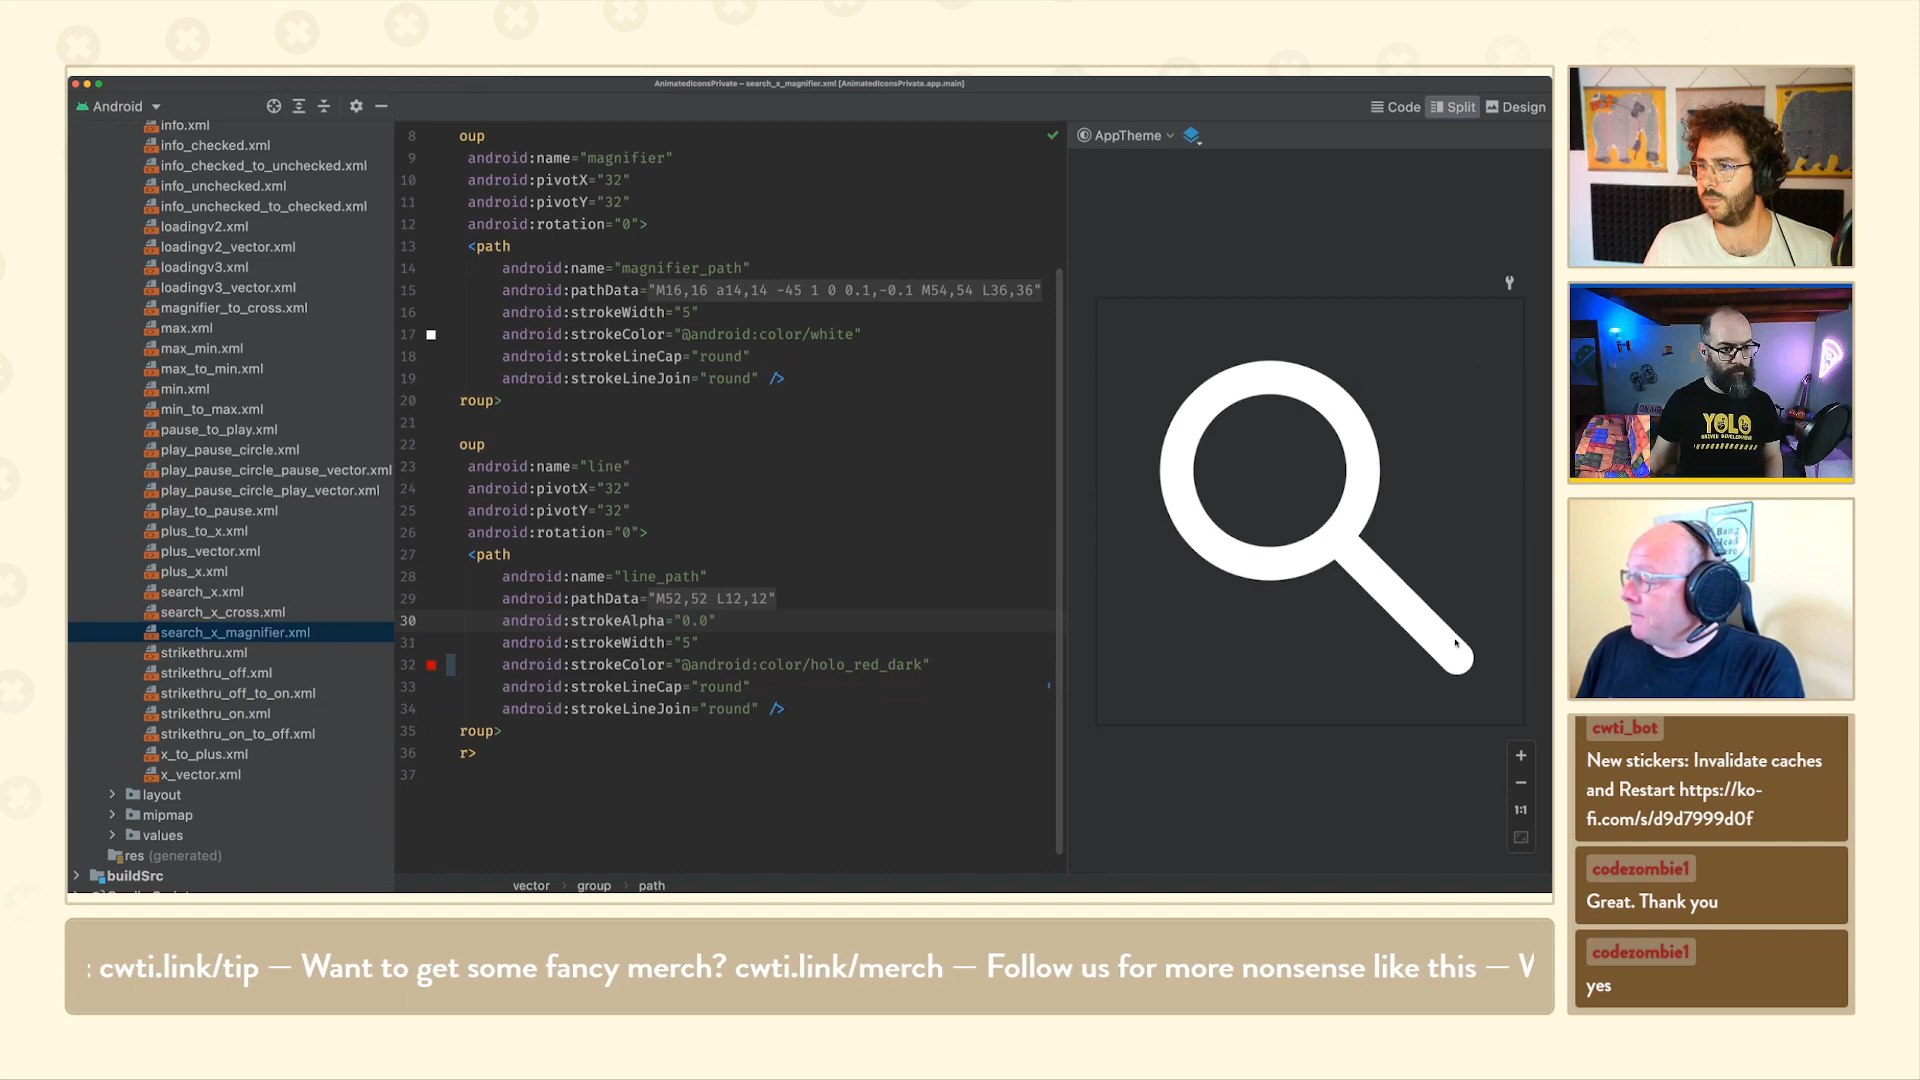 AnimatedIconsPrivate – search_x_magnifier.xml [AnimatedIconsPrivate.app.main]
Android
Code
Split
Design
info.xml
info_checked.xml
info_checked_to_unchecked.xml
info_unchecked.xml
info_unchecked_to_checked.xml
loadingv2.xml
loadingv2_vector.xml
loadingv3.xml
loadingv3_vector.xml
magnifier_to_cross.xml
max.xml
max_min.xml
max_to_min.xml
min.xml
min_to_max.xml
pause_to_play.xml
play_pause_circle.xml
play_pause_circle_pause_vector.xml
play_pause_circle_play_vector.xml
play_to_pause.xml
plus_to_x.xml
plus_vector.xml
plus_x.xml
search_x.xml
search_x_cross.xml
search_x_magnifier.xml
strikethru.xml
strikethru_off.xml
strikethru_off_to_on.xml
strikethru_on.xml
strikethru_on_to_off.xml
x_to_plus.xml
x_vector.xml
layout
mipmap
values
res (generated)
buildSrc
8 oup
9 android:name="magnifier"
10 android:pivotX="32"
11 android:pivotY="32"
12 android:rotation="0">
13 <path
14 android:name="magnifier_path"
15 android:pathData="M16,16 a14,14 -45 1 0 0.1,-0.1 M54,54 L36,36"
16 android:strokeWidth="5"
17 android:strokeColor="@android:color/white"
18 android:strokeLineCap="round"
19 android:strokeLineJoin="round" />
20 roup>
21
22 oup
23 android:name="line"
24 android:pivotX="32"
25 android:pivotY="32"
26 android:rotation="0">
27 <path
28 android:name="line_path"
29 android:pathData="M52,52 L12,12"
30 android:strokeAlpha="0.0"
31 android:strokeWidth="5"
32 android:strokeColor="@android:color/holo_red_dark"
33 android:strokeLineCap="round"
34 android:strokeLineJoin="round" />
35 roup>
36 r>
37
vector > group > path
AppTheme
+
−
1:1
YOLO
DRIVEN DEVELOPMENT
ON AIR
Bang
Head
cwti_bot
New stickers: Invalidate caches
and Restart https://ko-
fi.com/s/d9d7999d0f
codezombie1
Great. Thank you
codezombie1
yes
: cwti.link/tip — Want to get some fancy merch? cwti.link/merch — Follow us for more nonsense like this —